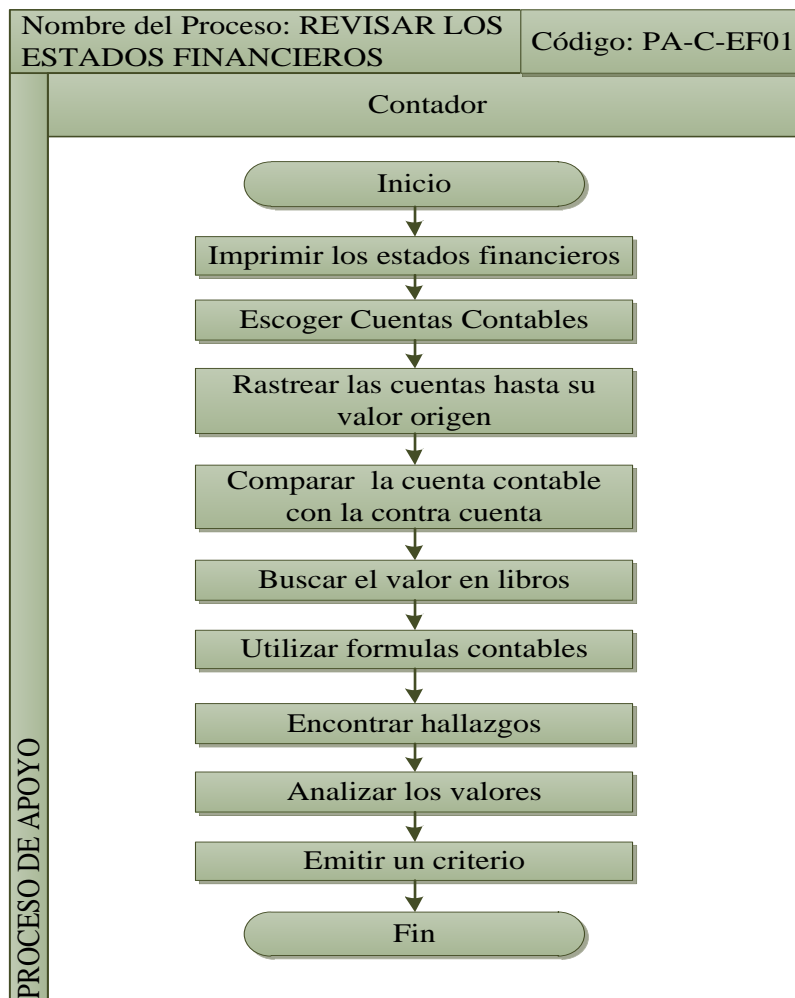 Nombre del Proceso: REVISAR LOS
ESTADOS FINANCIEROS
Código: PA-C-EF01
Contador
PROCESO DE APOYO
Inicio
Imprimir los estados financieros
Escoger Cuentas Contables
Rastrear las cuentas hasta su
valor origen
Comparar la cuenta contable
con la contra cuenta
Buscar el valor en libros
Utilizar formulas contables
Encontrar hallazgos
Analizar los valores
Emitir un criterio
Fin